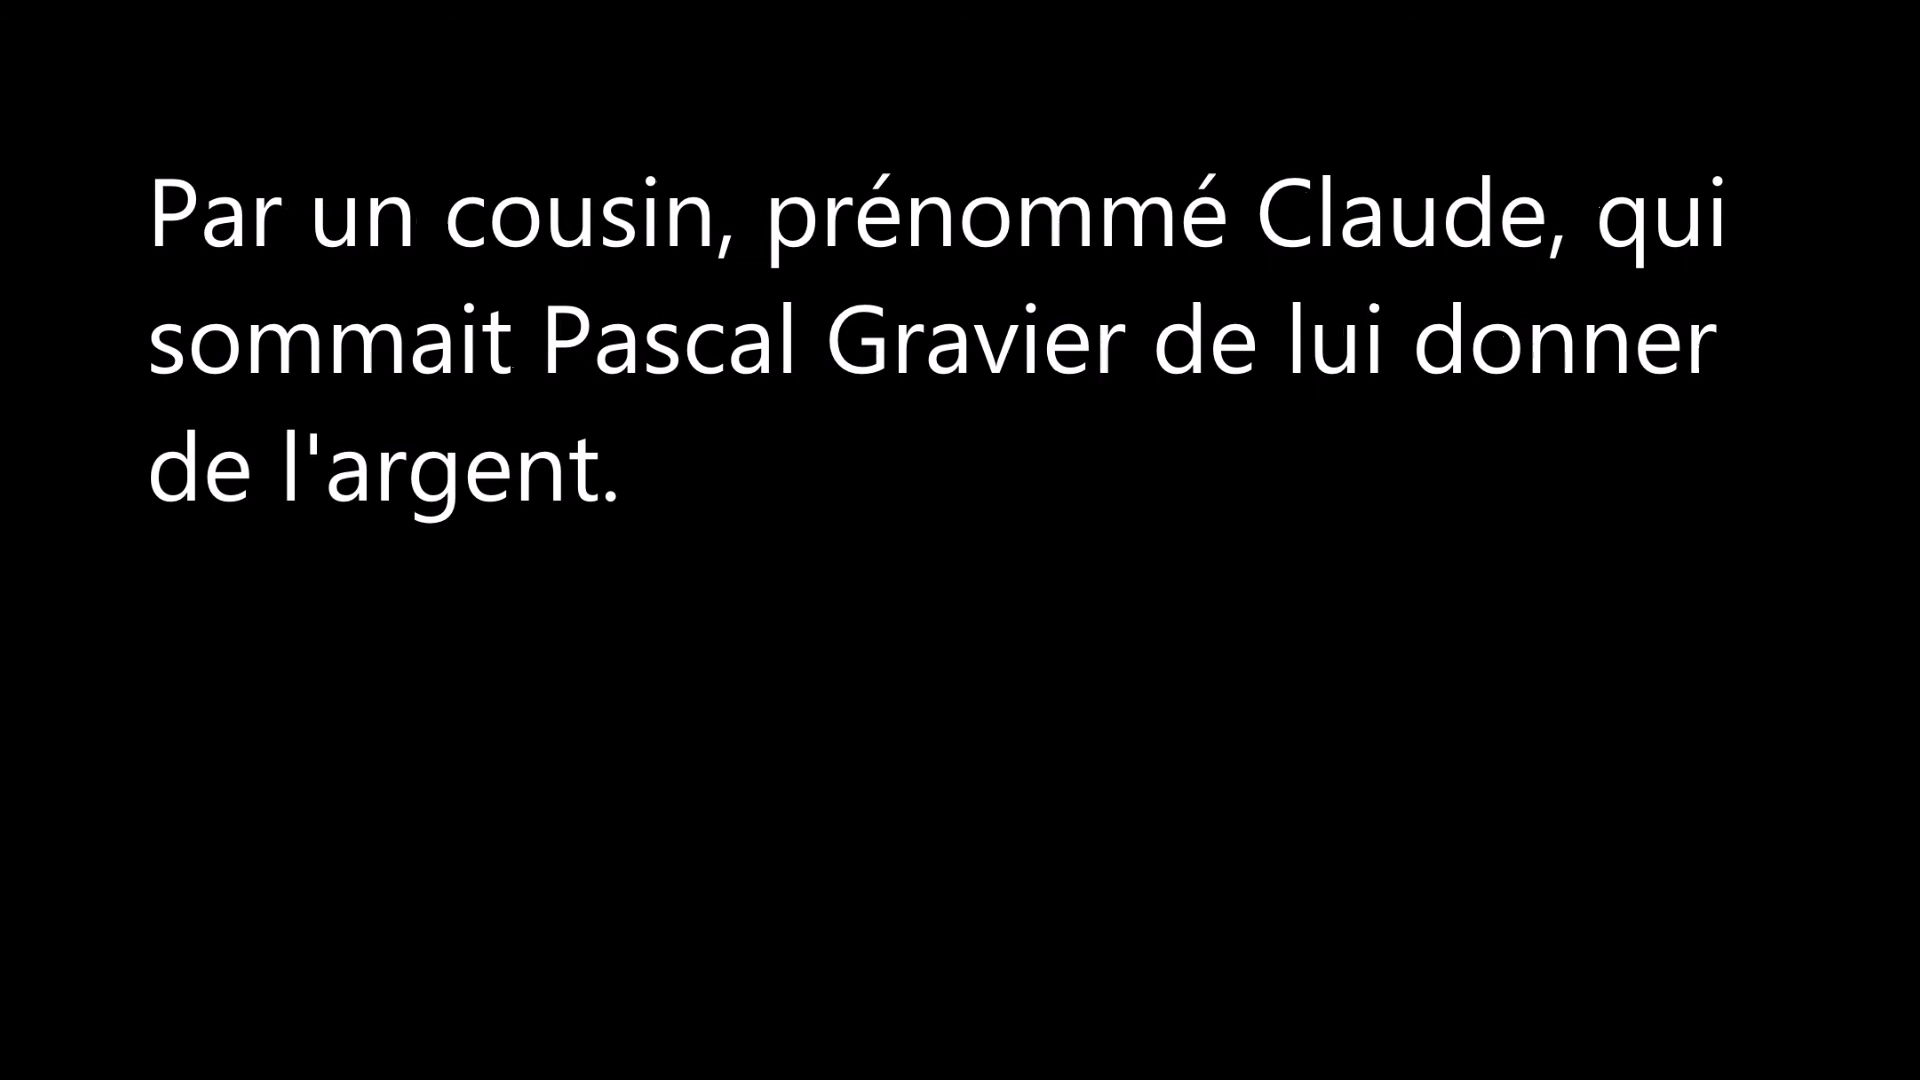 Par un cousin, prénommé Claude, qui
sommait Pascal Gravier de lui donner
de l'argent.